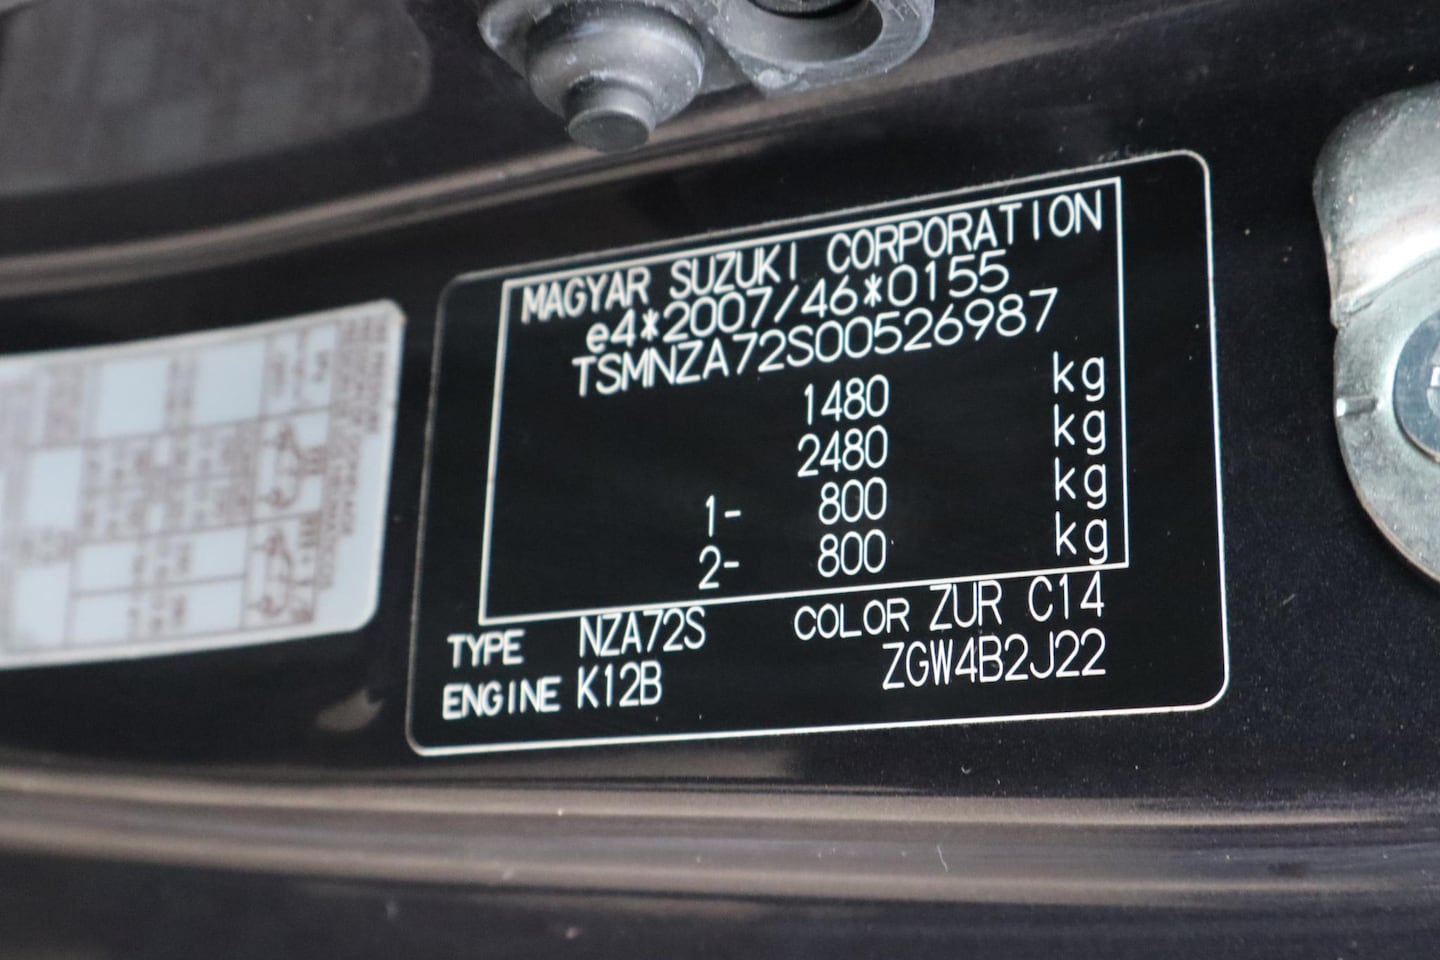 MAGYAR SUZUKI CORPORATION
e4*2007/46*0155
TSMNZA72S00526987
1480 kg
2480 kg
1- 800 kg
2- 800 kg
TYPE NZA72S COLOR ZUR C14
ENGINE K12B ZGW4B2J22